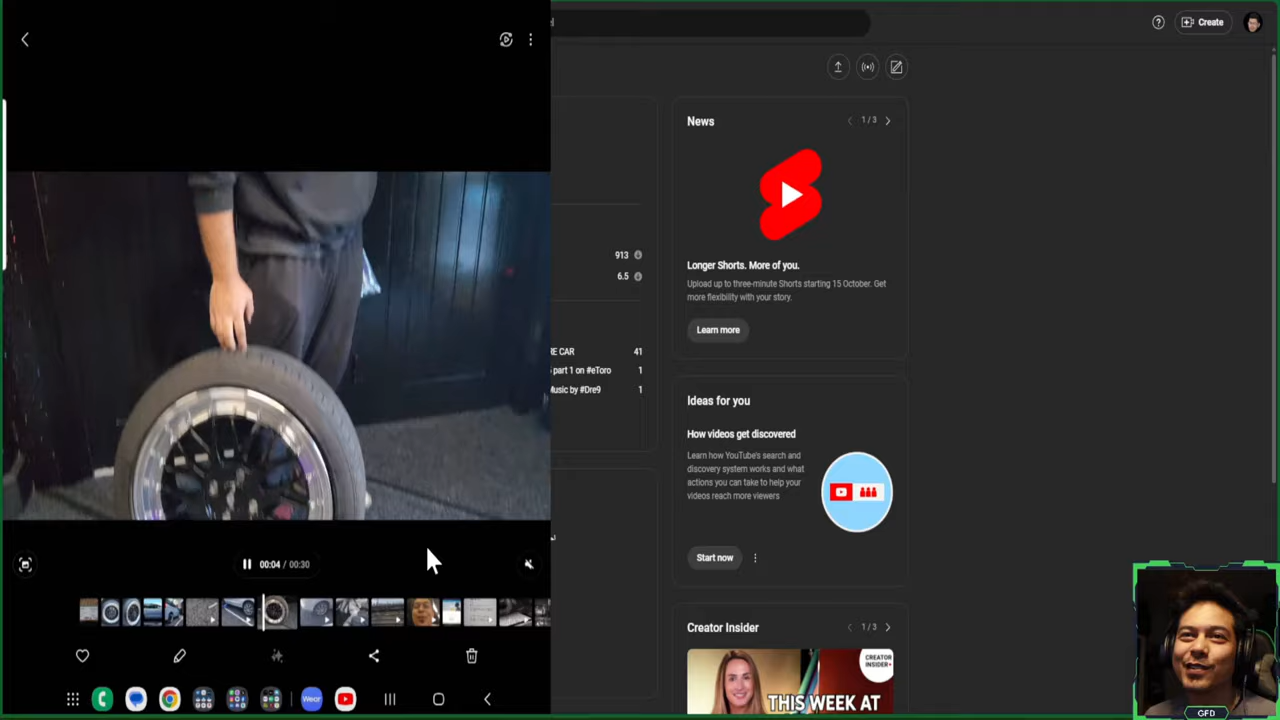 Create
News
1 / 3
Longer Shorts. More of you.
Upload up to three-minute Shorts starting 15 October. Get
more flexibility with your story.
Learn more
913
6.5
RE CAR 41
part 1 on #eToro 1
Music by #Dre9 1
Ideas for you
How videos get discovered
Learn how YouTube's search and
discovery system works and what
actions you can take to help your
videos reach more viewers
Start now
Creator Insider
1 / 3
CREATOR
INSIDER
THIS WEEK AT
00:04 / 00:30
Wear
GFD